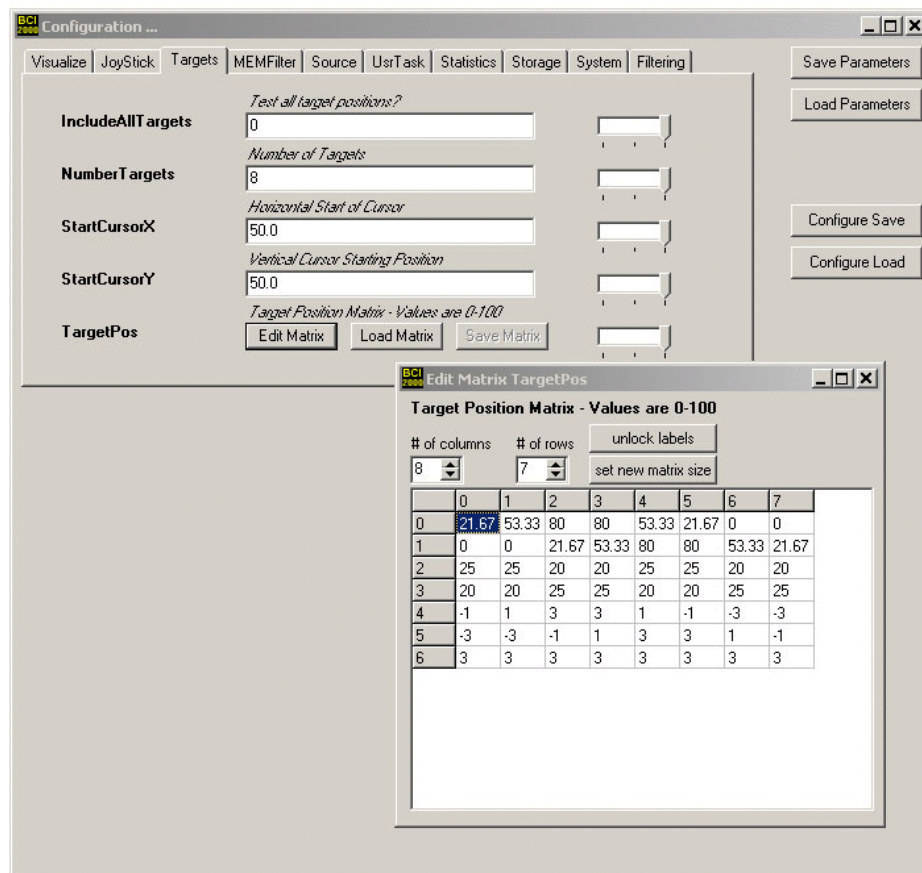 BCI 2000 Configuration ...
Visualize JoyStick Targets MEMFilter Source UsrTask Statistics Storage System Filtering
Save Parameters
Load Parameters
Configure Save
Configure Load
Test all target positions?
IncludeAllTargets 0
Number of Targets
NumberTargets 8
Horizontal Start of Cursor
StartCursorX 50.0
Vertical Cursor Starting Position
StartCursorY 50.0
Target Position Matrix - Values are 0-100
TargetPos Edit Matrix Load Matrix Save Matrix
BCI 2000 Edit Matrix TargetPos
Target Position Matrix - Values are 0-100
# of columns # of rows unlock labels
8 7 set new matrix size
0 1 2 3 4 5 6 7
0 21.67 53.33 80 80 53.33 21.67 0 0
1 0 0 21.67 53.33 80 80 53.33 21.67
2 25 25 20 20 25 25 20 20
3 20 20 25 25 20 20 25 25
4 -1 1 3 3 1 -1 -3 -3
5 -3 -3 -1 1 3 3 1 -1
6 3 3 3 3 3 3 3 3